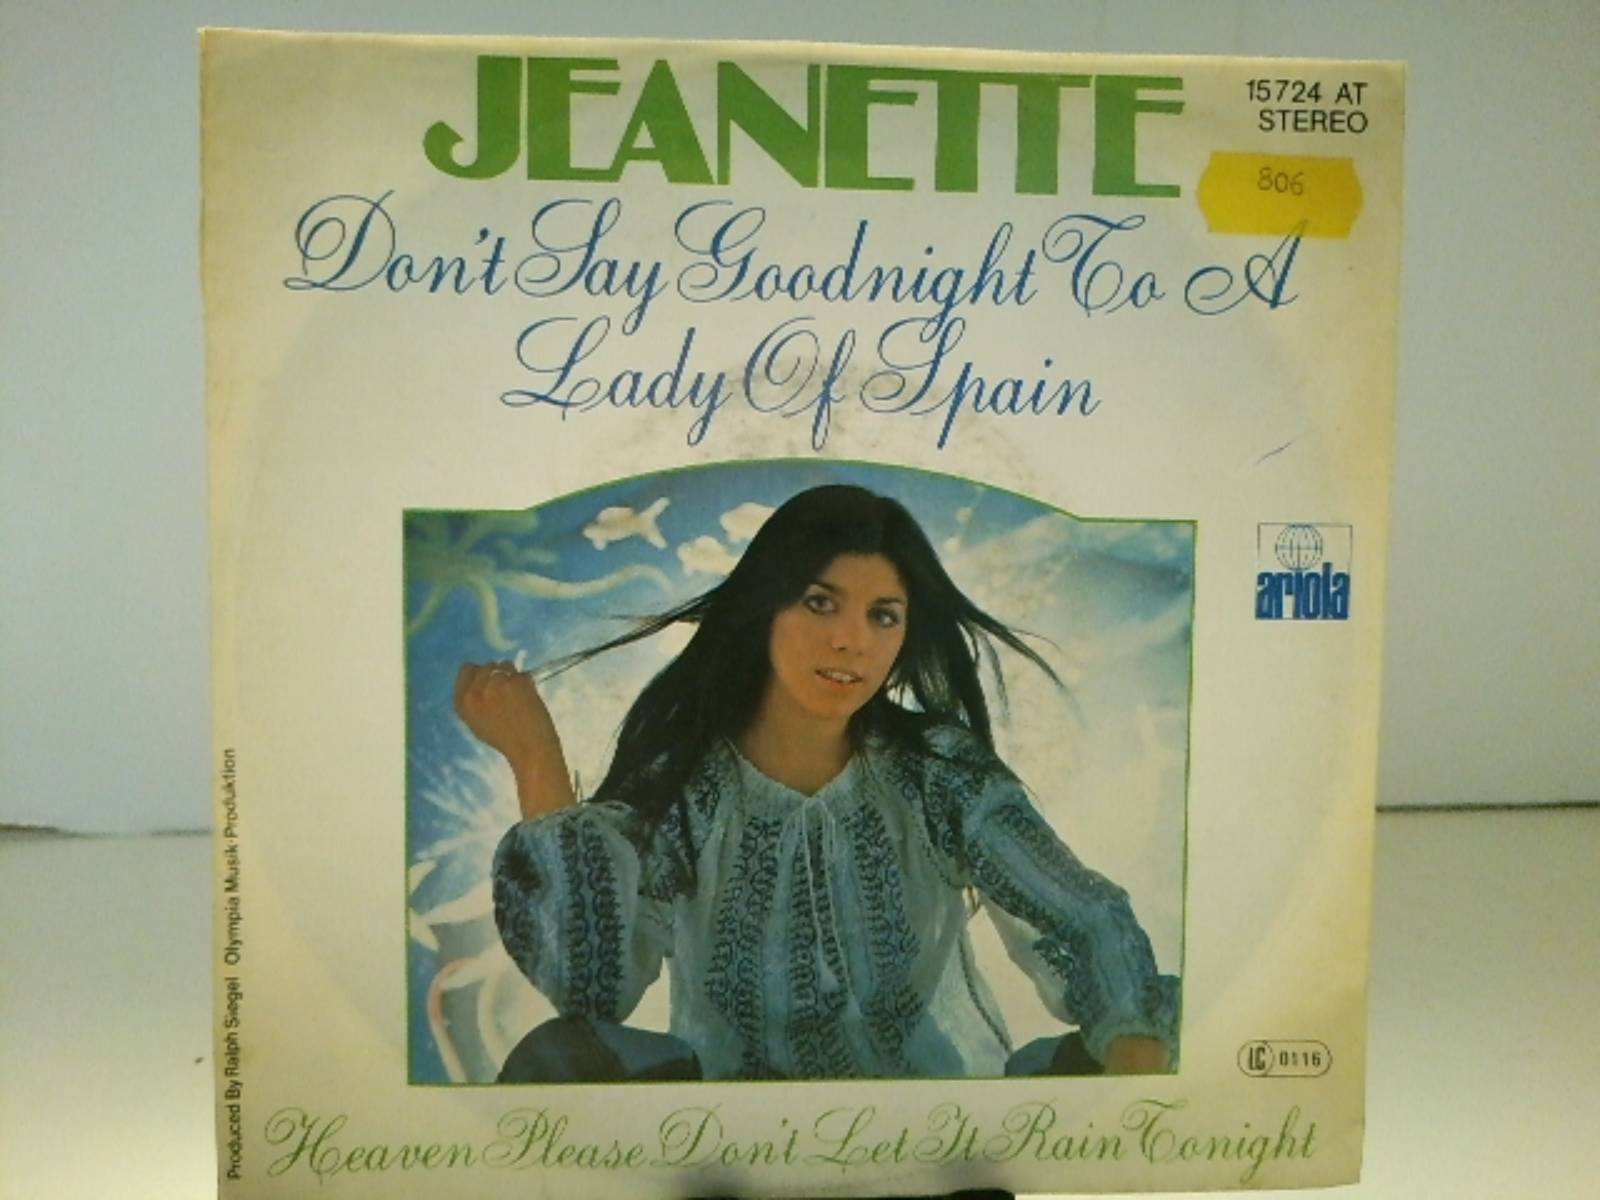 JEANETTE
15724 AT
STEREO
806
Don't Say Goodnight To A
Lady Of Spain
ariola
Produced By Ralph Siegel Olympia Musik-Produktion
LC 0116
Heaven Please Don't Let It Rain Tonight